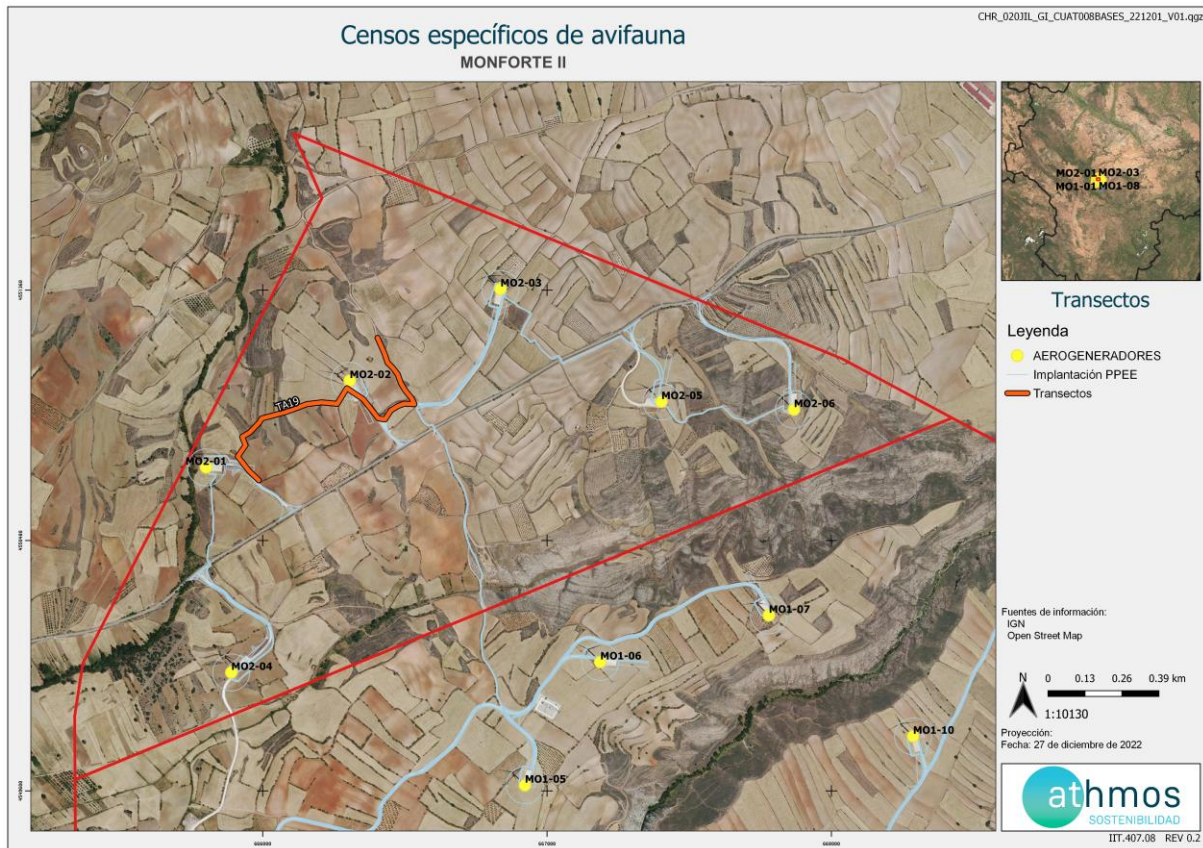 CHR_020JIL_GI_CUAT008BASES_221201_V01.qgz
Censos específicos de avifauna
MONFORTE II
MO2-03
MO2-02
TA19
MO2-05
MO2-06
MO2-01
MO1-07
MO1-06
MO2-04
MO1-10
MO1-05
666000
667000
668000
MO2-01 MO2-03
MO1-01 MO1-08
Transectos
Leyenda
AEROGENERADORES
Implantación PPEE
Transectos
Fuentes de información:
IGN
Open Street Map
N
0 0.13 0.26 0.39 km
1:10130
Proyección:
Fecha: 27 de diciembre de 2022
athmos
SOSTENIBILIDAD
IIT.407.08 REV 0.2